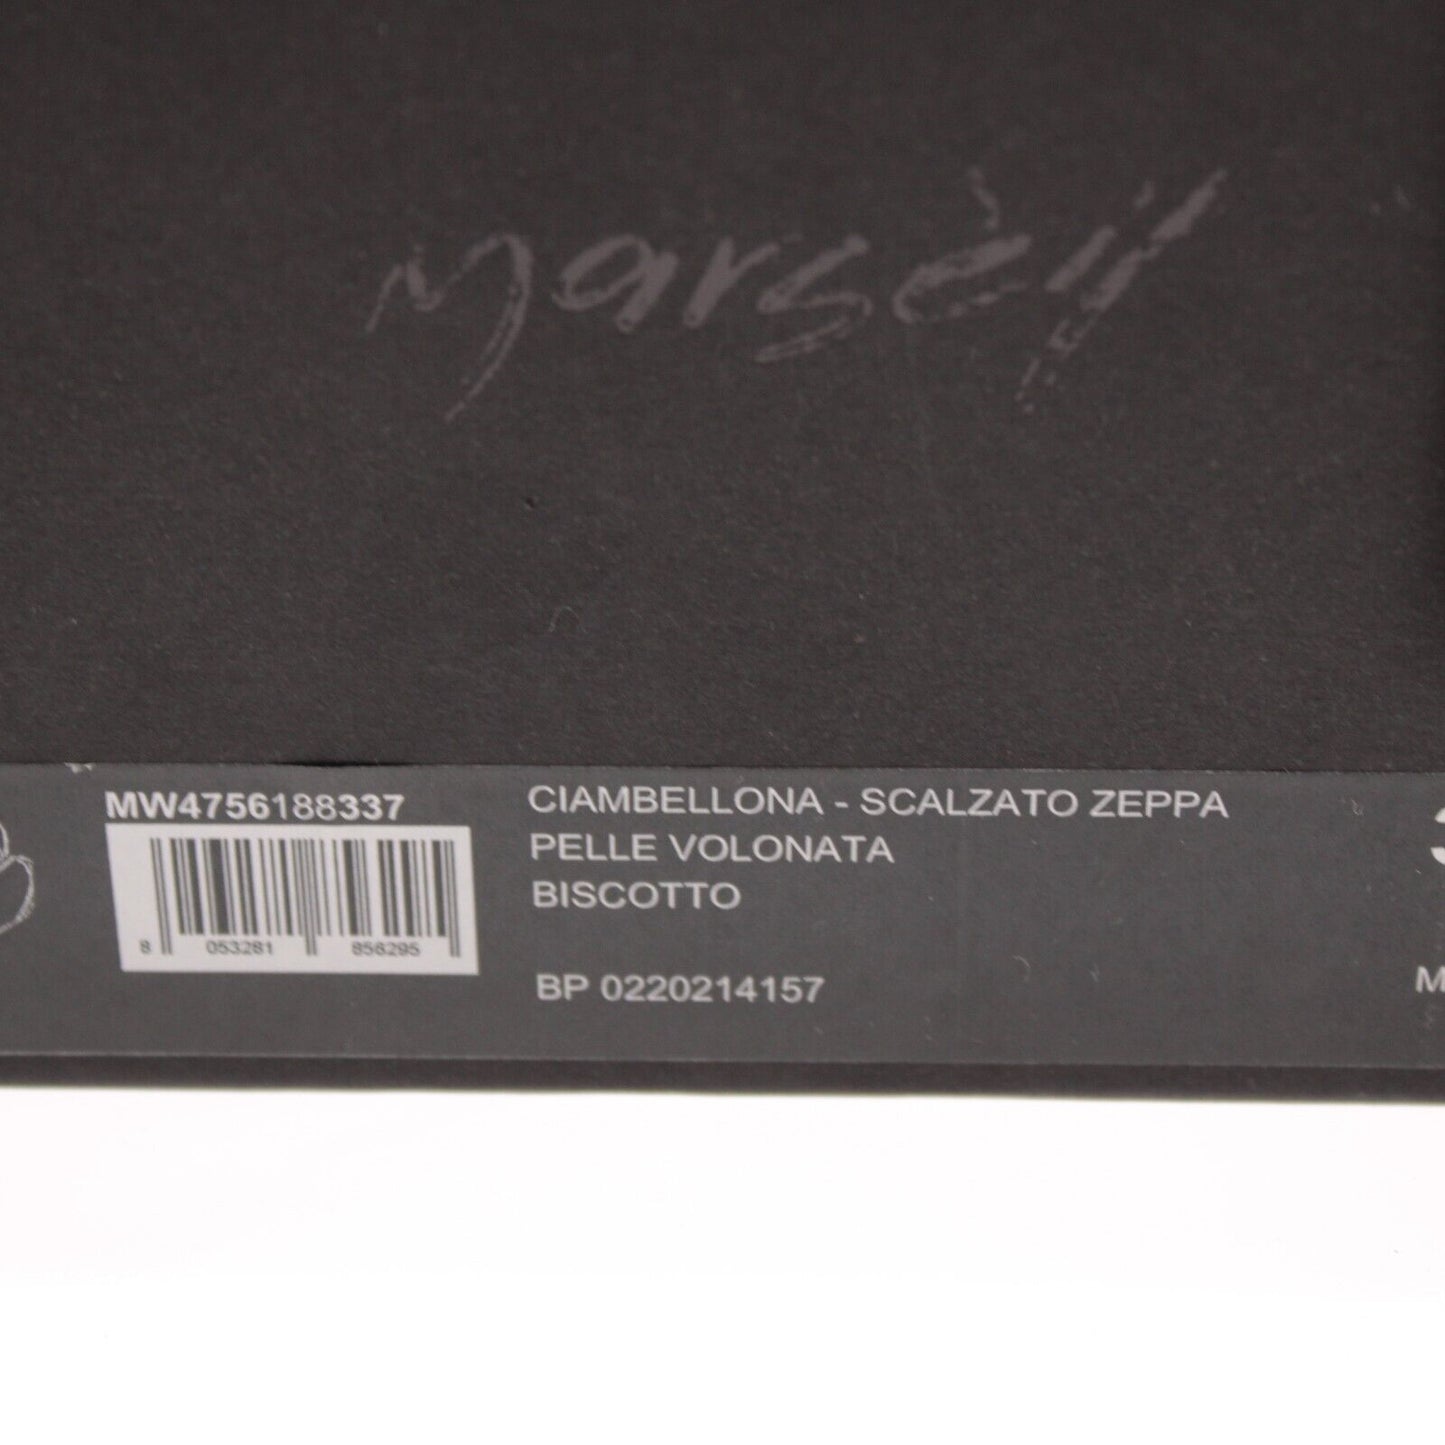 Marsèll
MW4756188337
CIAMBELLONA - SCALZATO ZEPPA
PELLE VOLONATA
BISCOTTO
8 053281 856295
BP 0220214157
M